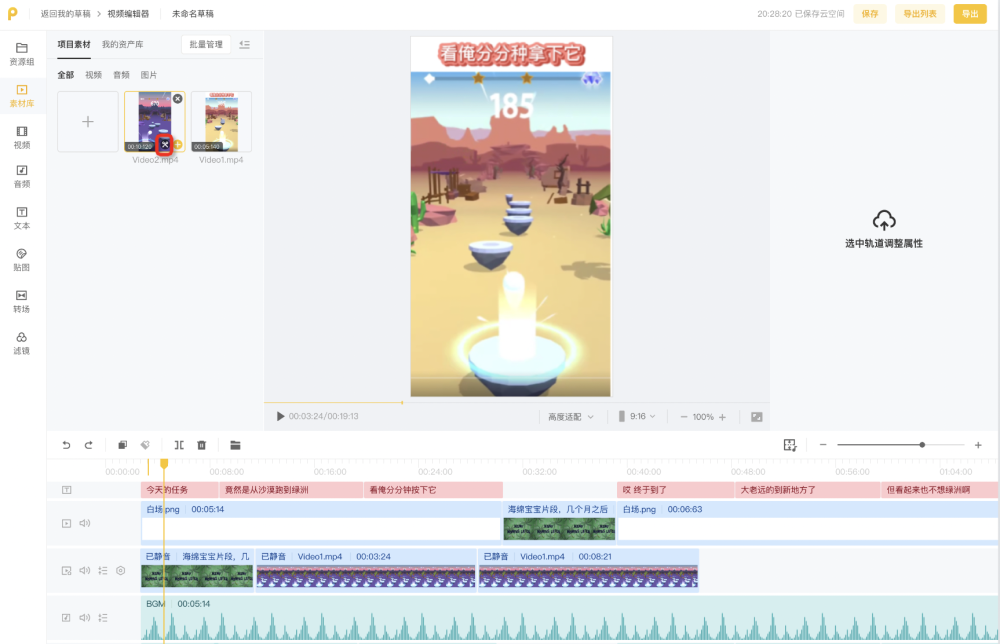 返回我的草稿 > 视频编辑器 未命名草稿
20:28:20 已保存云空间 保存 导出列表 导出
资源组
素材库
视频
音频
文本
贴图
转场
滤镜
项目素材 我的资产库 批量管理
全部 视频 音频 图片
00:10:120
00:05:140
Video2.mp4 Video1.mp4
看俺分分种拿下它
185
选中轨道调整属性
00:03:24/00:19:13 高度适配 9:16 100%
00:00:00 00:08:00 00:16:00 00:24:00 00:32:00 00:40:00 00:48:00 00:56:00 01:04:00
今天的任务 竟然是从沙漠跑到绿洲 看俺分分钟按下它 哎 终于到了 大老远的到新地方了 但看起来也不想绿洲啊
白场.png 00:05:14 海绵宝宝片段，几个月之后 白场.png 00:06:63
已静音 海绵宝宝片段，几 已静音 Video1.mp4 00:03:24 已静音 Video1.mp4 00:08:21
BGM 00:05:14